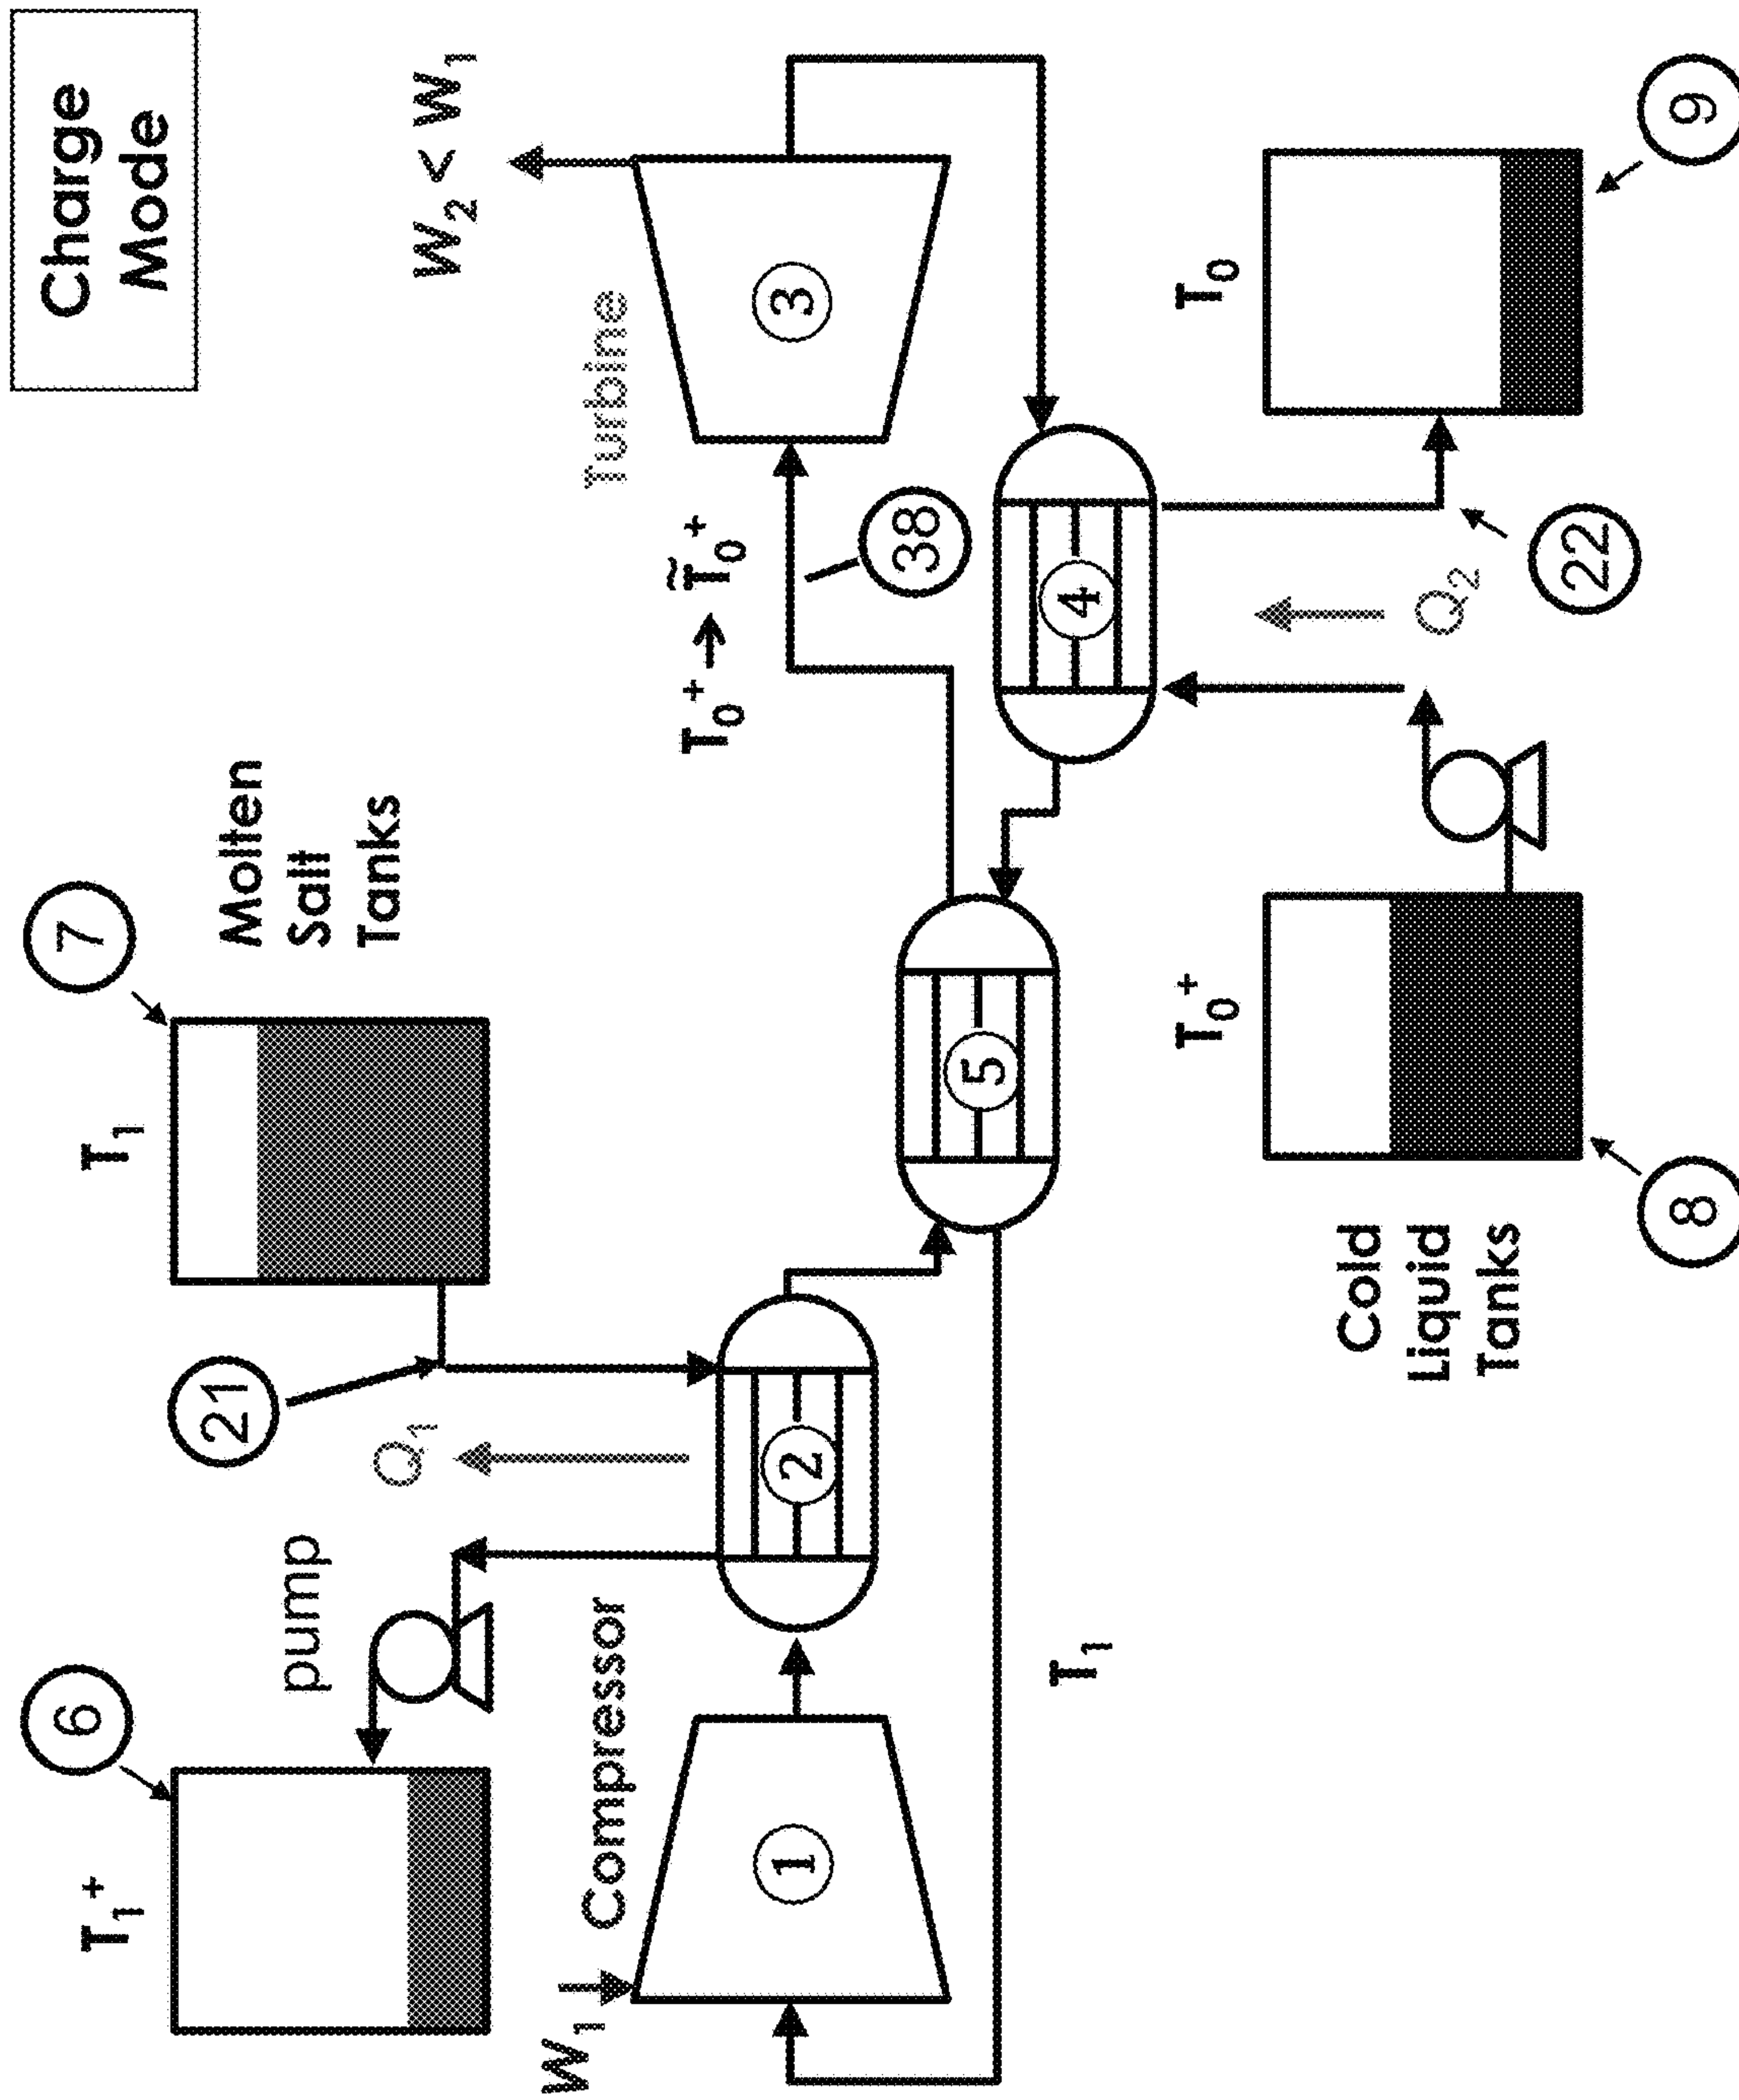 Charge
Mode
6
T₁⁺
pump
Q₁
21
T₁
7
Molten
Salt
Tanks
W₂ < W₁
W₁
Compressor
1
2
5
T₁
T₀⁺ → T̃₀⁺
38
Turbine
3
4
Q₂
22
Cold
Liquid
Tanks
8
T₀⁺
T₀
9